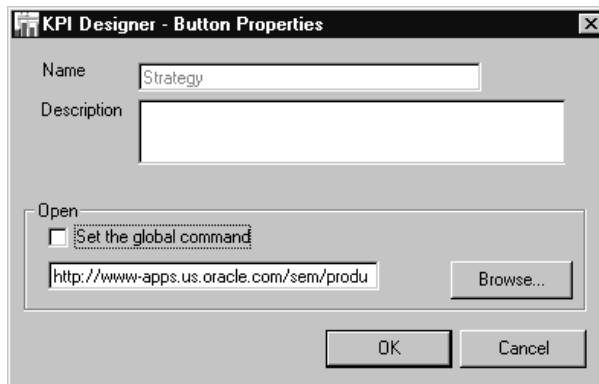 KPI Designer - Button Properties
Name
Strategy
Description
Open
Set the global command
http://www-apps.us.oracle.com/sem/produ
Browse...
OK
Cancel